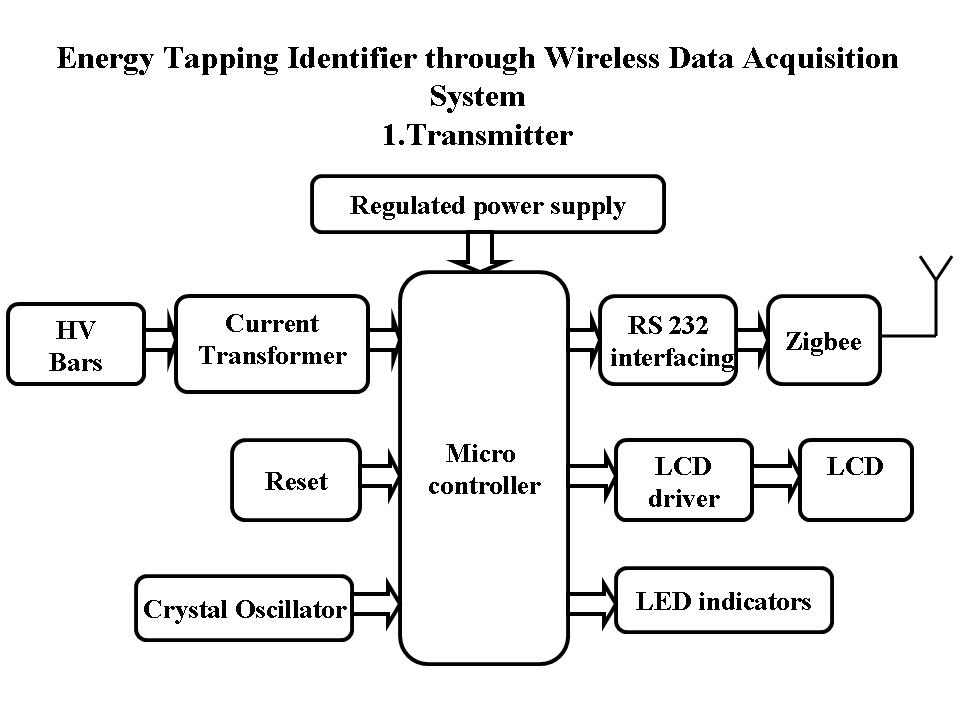 Energy Tapping Identifier through Wireless Data Acquisition
System
1.Transmitter
Regulated power supply
HV
Bars
Current
Transformer
RS 232
interfacing
Zigbee
Reset
Micro
controller
LCD
driver
LCD
Crystal Oscillator
LED indicators